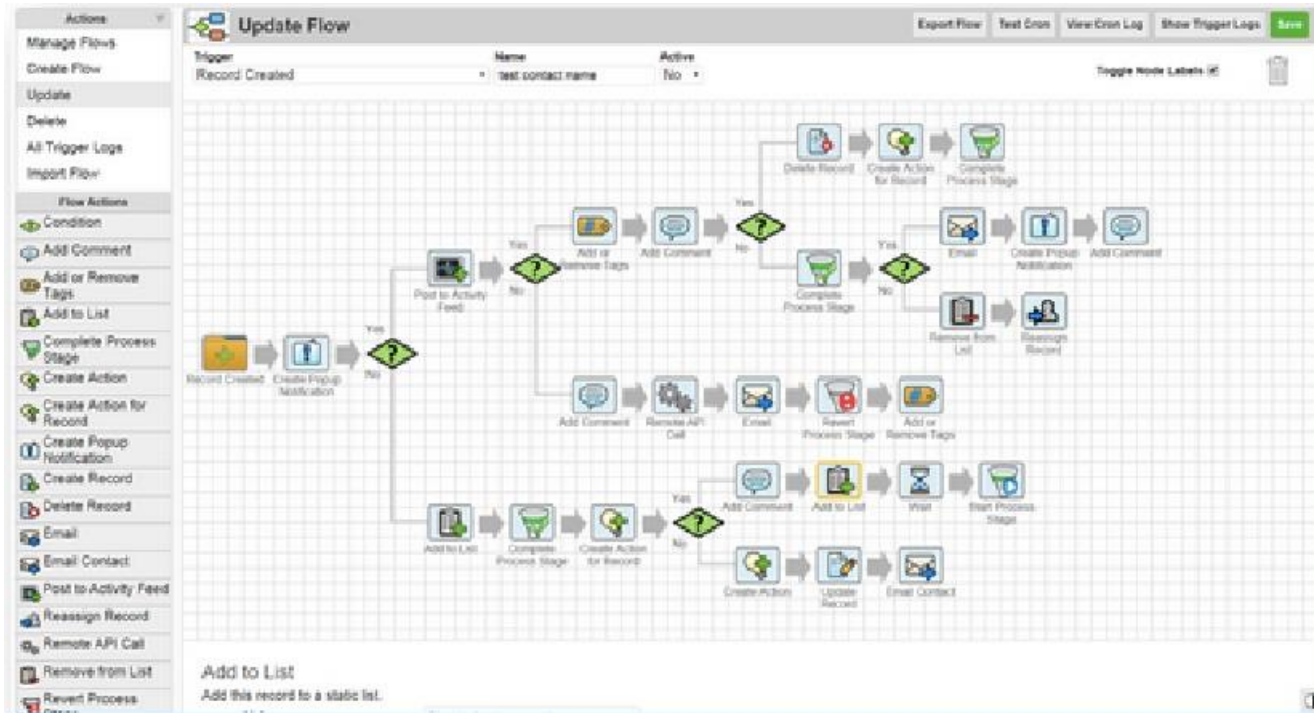 Actions
Manage Flows
Create Flow
Update
Delete
All Trigger Logs
Import Flow
Flow Actions
Condition
Add Comment
Add or Remove
Tags
Add to List
Complete Process
Stage
Create Action
Create Action for
Record
Create Popup
Notification
Create Record
Delete Record
Email
Email Contact
Post to Activity Feed
Reassign Record
Remote API Call
Remove from List
Revert Process
Update Flow
Export Flow
Test Cron
View Cron Log
Show Trigger Logs
Save
Trigger
Record Created
Name
test contact name
Active
No
Toggle Node Labels
Delete Record
Create Action
for Record
Complete
Process Stage
Yes
No
Add or
Remove Tags
Add Comment
Yes
No
Post to Activity
Feed
Complete
Process Stage
Yes
No
Email
Create Popup
Notification
Add Comment
Remove from
List
Reassign
Record
Record Created
Create Popup
Notification
Yes
No
Add Comment
Remote API
Call
Email
Revert
Process Stage
Add or
Remove Tags
Add to List
Complete
Process Stage
Create Action
for Record
Yes
No
Add Comment
Add to List
Wait
Start Process
Stage
Create Action
Update
Record
Email Contact
Add to List
Add this record to a static list.